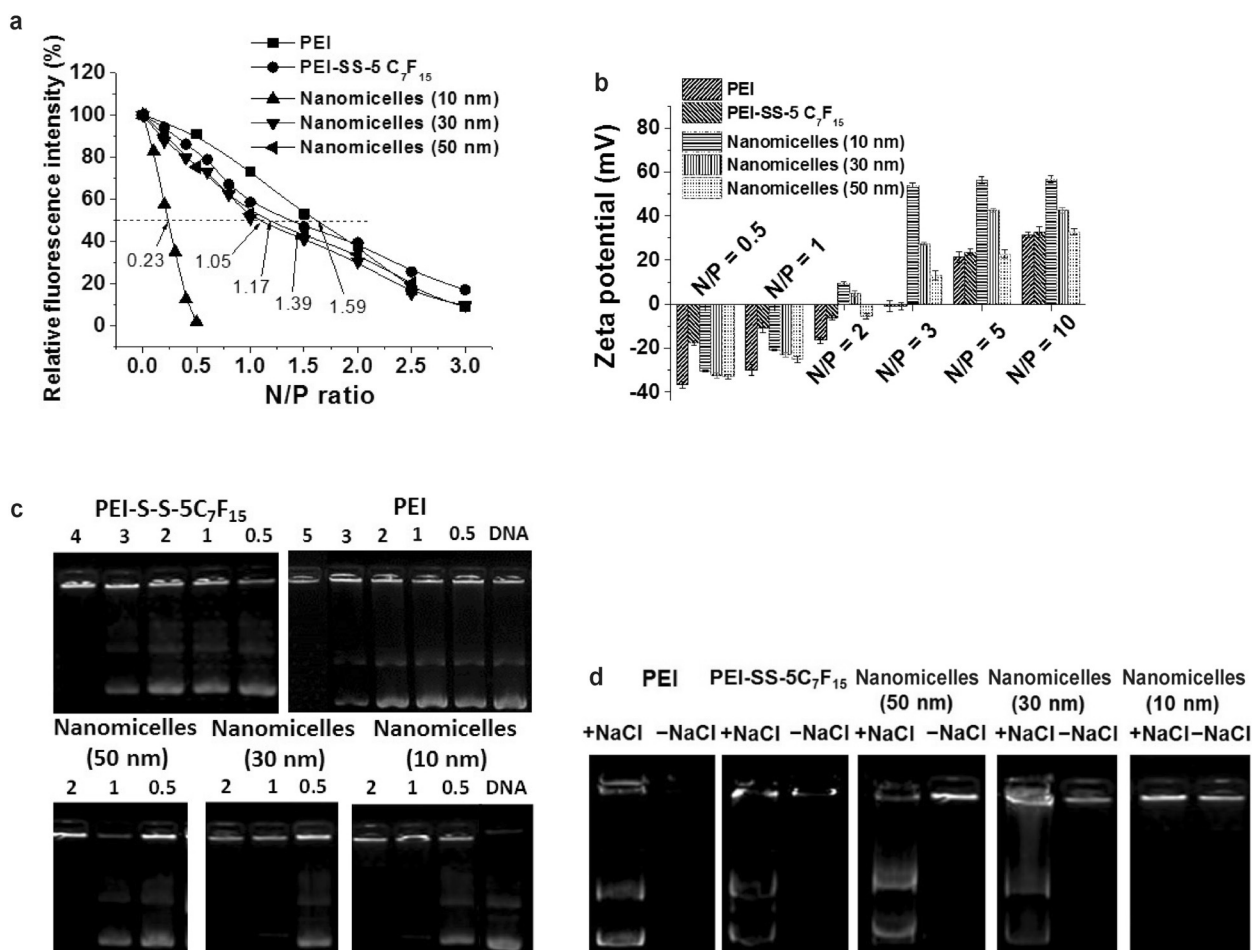 a
PEI
PEI-SS-5 C7F15
Nanomicelles (10 nm)
Nanomicelles (30 nm)
Nanomicelles (50 nm)
Relative fluorescence intensity (%)
120
100
80
60
40
20
0
0.23
1.05
1.17
1.39
1.59
0.0 0.5 1.0 1.5 2.0 2.5 3.0
N/P ratio
b
PEI
PEI-SS-5 C7F15
Nanomicelles (10 nm)
Nanomicelles (30 nm)
Nanomicelles (50 nm)
Zeta potential (mV)
80
60
40
20
0
-20
-40
N/P = 0.5
N/P = 1
N/P = 2
N/P = 3
N/P = 5
N/P = 10
c
PEI-S-S-5C7F15 PEI
4 3 2 1 0.5 5 3 2 1 0.5 DNA
Nanomicelles Nanomicelles Nanomicelles
(50 nm) (30 nm) (10 nm)
2 1 0.5 2 1 0.5 2 1 0.5 DNA
d
PEI PEI-SS-5C7F15 Nanomicelles Nanomicelles Nanomicelles
(50 nm) (30 nm) (10 nm)
+NaCl −NaCl +NaCl −NaCl +NaCl −NaCl +NaCl −NaCl +NaCl −NaCl